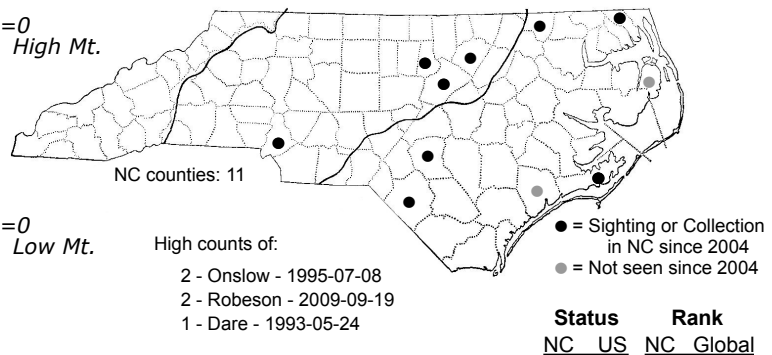 =0
High Mt.
NC counties: 11
=0
Low Mt.
High counts of:
2 - Onslow - 1995-07-08
2 - Robeson - 2009-09-19
1 - Dare - 1993-05-24
= Sighting or Collection
in NC since 2004
= Not seen since 2004
Status Rank
NC US NC Global